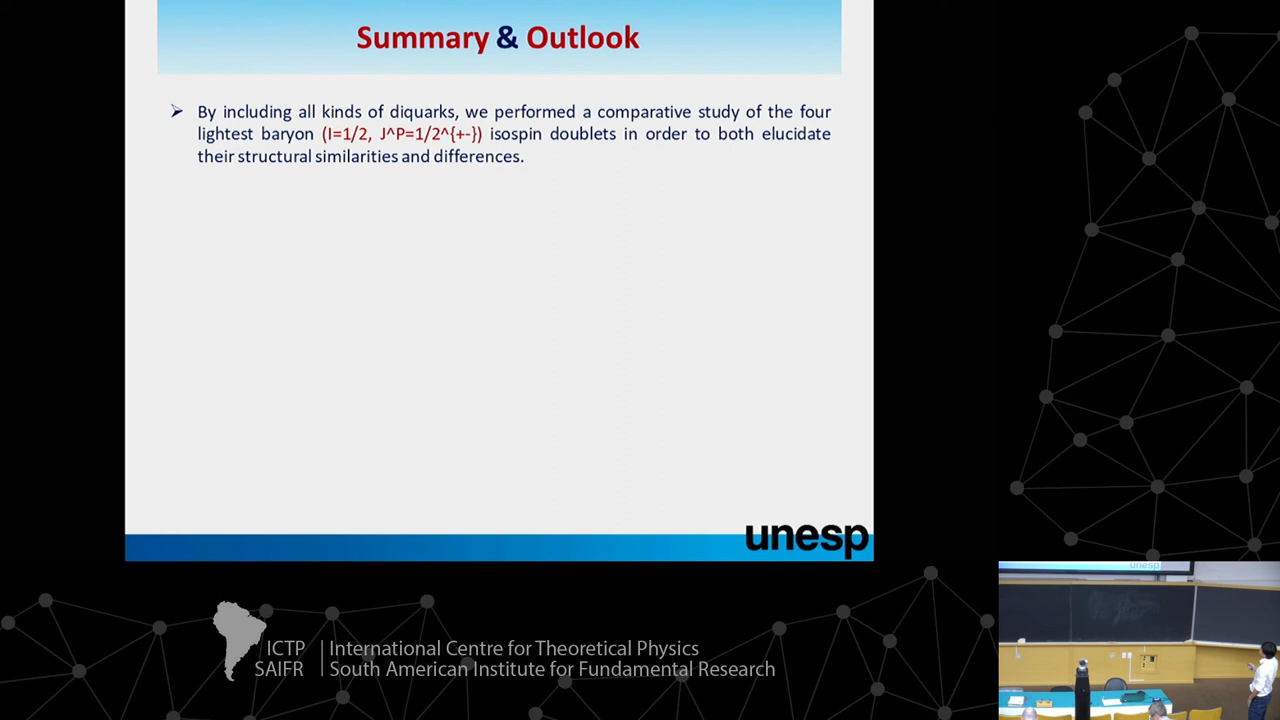 Summary & Outlook
➢ By including all kinds of diquarks, we performed a comparative study of the four
lightest baryon (I=1/2, J^P=1/2^{+-}) isospin doublets in order to both elucidate
their structural similarities and differences.
unesp
unesp
ICTP | International Centre for Theoretical Physics
SAIFR | South American Institute for Fundamental Research